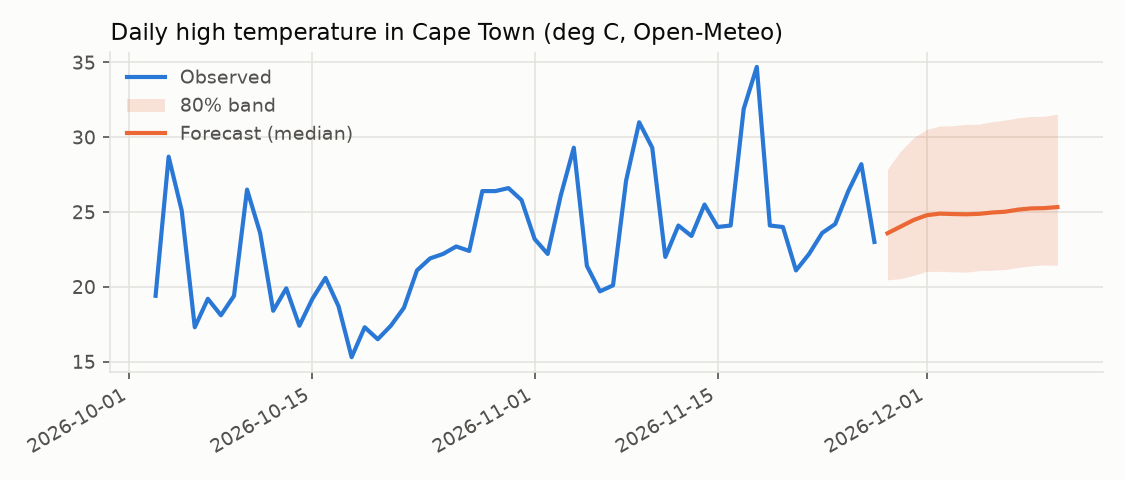 Daily high temperature in Cape Town (deg C, Open-Meteo)
35
30
25
20
15
Observed
80% band
Forecast (median)
2026-10-01
2026-10-15
2026-11-01
2026-11-15
2026-12-01